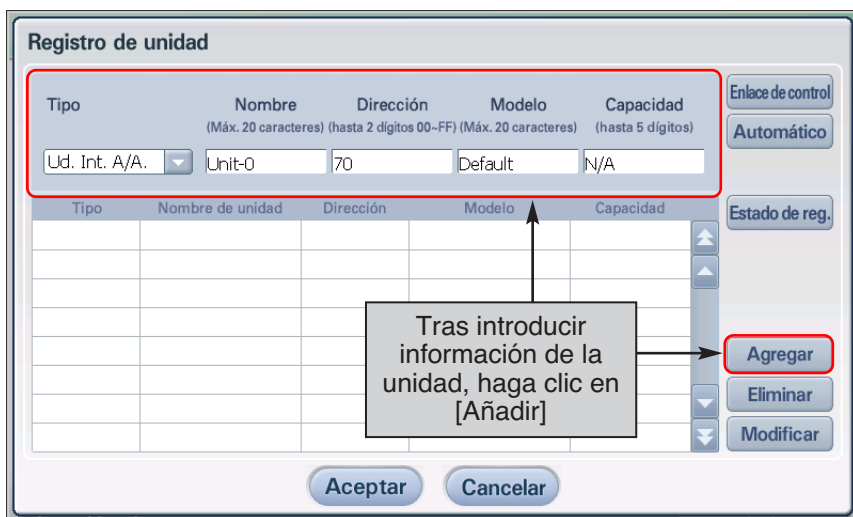 Registro de unidad
Tipo Nombre Dirección Modelo Capacidad
(Máx. 20 caracteres) (hasta 2 dígitos 00~FF) (Máx. 20 caracteres) (hasta 5 dígitos)
Ud. Int. A/A. Unit-0 70 Default N/A
Enlace de control
Automático
Tipo Nombre de unidad Dirección Modelo Capacidad
Estado de reg.
Tras introducir
información de la
unidad, haga clic en
[Añadir]
Agregar
Eliminar
Modificar
Aceptar Cancelar